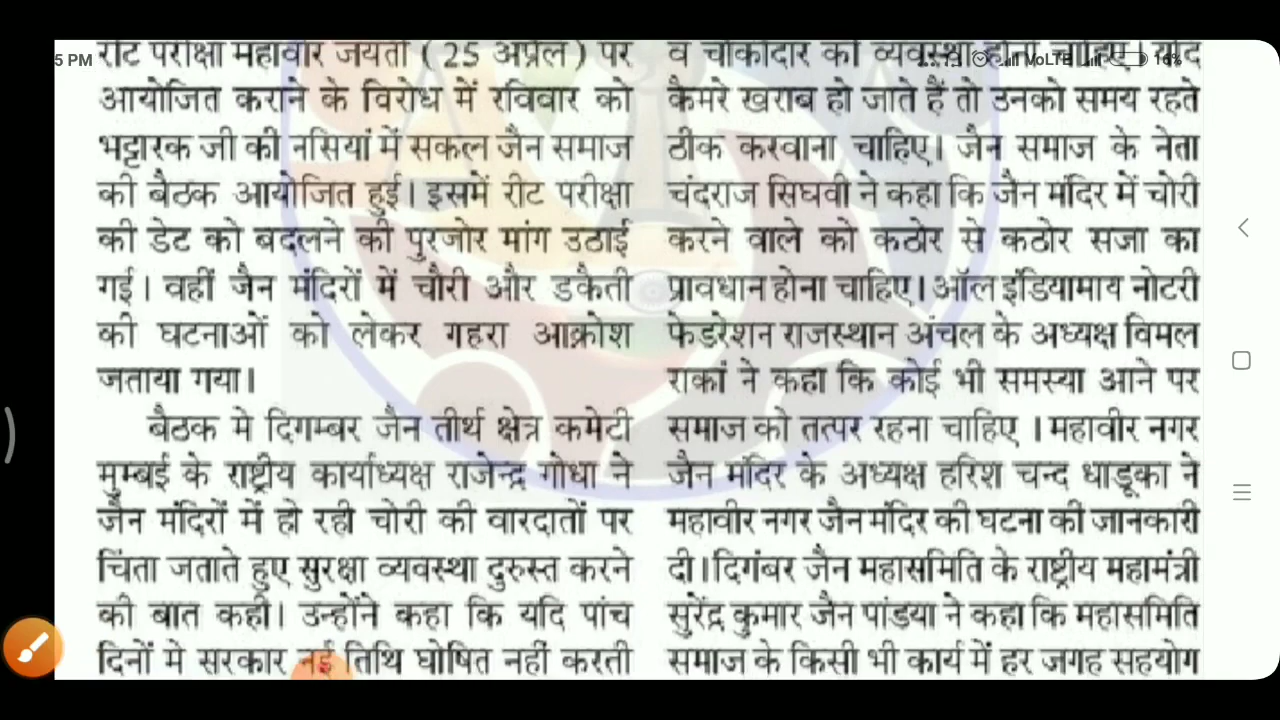 5 PM
VoLTE
16%
रीट परीक्षा महावीर जयंती ( 25 अप्रैल ) पर
आयोजित कराने के विरोध में रविवार को
भट्टारक जी की नसियां में सकल जैन समाज
की बैठक आयोजित हुई। इसमें रीट परीक्षा
की डेट को बदलने की पुरजोर मांग उठाई
गई। वहीं जैन मंदिरों में चौरी और डकैती
की घटनाओं को लेकर गहरा आक्रोश
जताया गया।
बैठक मे दिगम्बर जैन तीर्थ क्षेत्र कमेटी
मुम्बई के राष्ट्रीय कार्याध्यक्ष राजेन्द्र गोधा ने
जैन मंदिरों में हो रही चोरी की वारदातों पर
चिंता जताते हुए सुरक्षा व्यवस्था दुरुस्त करने
की बात कही। उन्होंने कहा कि यदि पांच
दिनों मे सरकार नई तिथि घोषित नहीं करती
व चौकीदार की व्यवस्था होनी चाहिए। यदि
कैमरे खराब हो जाते हैं तो उनको समय रहते
ठीक करवाना चाहिए। जैन समाज के नेता
चंदराज सिंघवी ने कहा कि जैन मंदिर में चोरी
करने वाले को कठोर से कठोर सजा का
प्रावधान होना चाहिए। ऑल इंडियामाय नोटरी
फेडरेशन राजस्थान अंचल के अध्यक्ष विमल
राकां ने कहा कि कोई भी समस्या आने पर
समाज को तत्पर रहना चाहिए । महावीर नगर
जैन मंदिर के अध्यक्ष हरिश चन्द धाड़ूका ने
महावीर नगर जैन मंदिर की घटना की जानकारी
दी। दिगंबर जैन महासमिति के राष्ट्रीय महामंत्री
सुरेंद्र कुमार जैन पांडया ने कहा कि महासमिति
समाज के किसी भी कार्य में हर जगह सहयोग